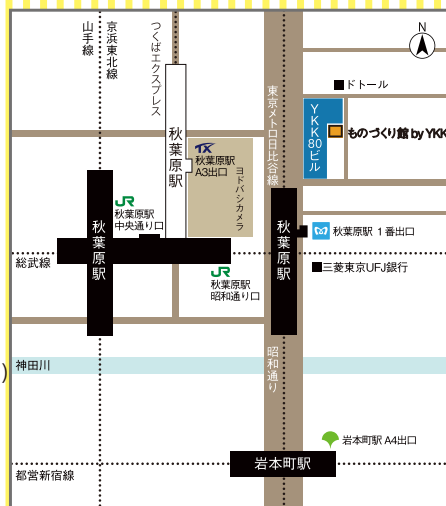 山手線
京浜東北線
つくばエクスプレス
N
ドトール
東京メトロ日比谷線
YKK80ビル
ものづくり館 by YKK
秋葉原駅
TX
秋葉原駅
A3出口
ヨドバシカメラ
JR
秋葉原駅
中央通り口
秋葉原駅
秋葉原駅
秋葉原駅 1番出口
総武線
JR
秋葉原駅
昭和通り口
三菱東京UFJ銀行
昭和通り
神田川
)
岩本町駅 A4出口
岩本町駅
都営新宿線